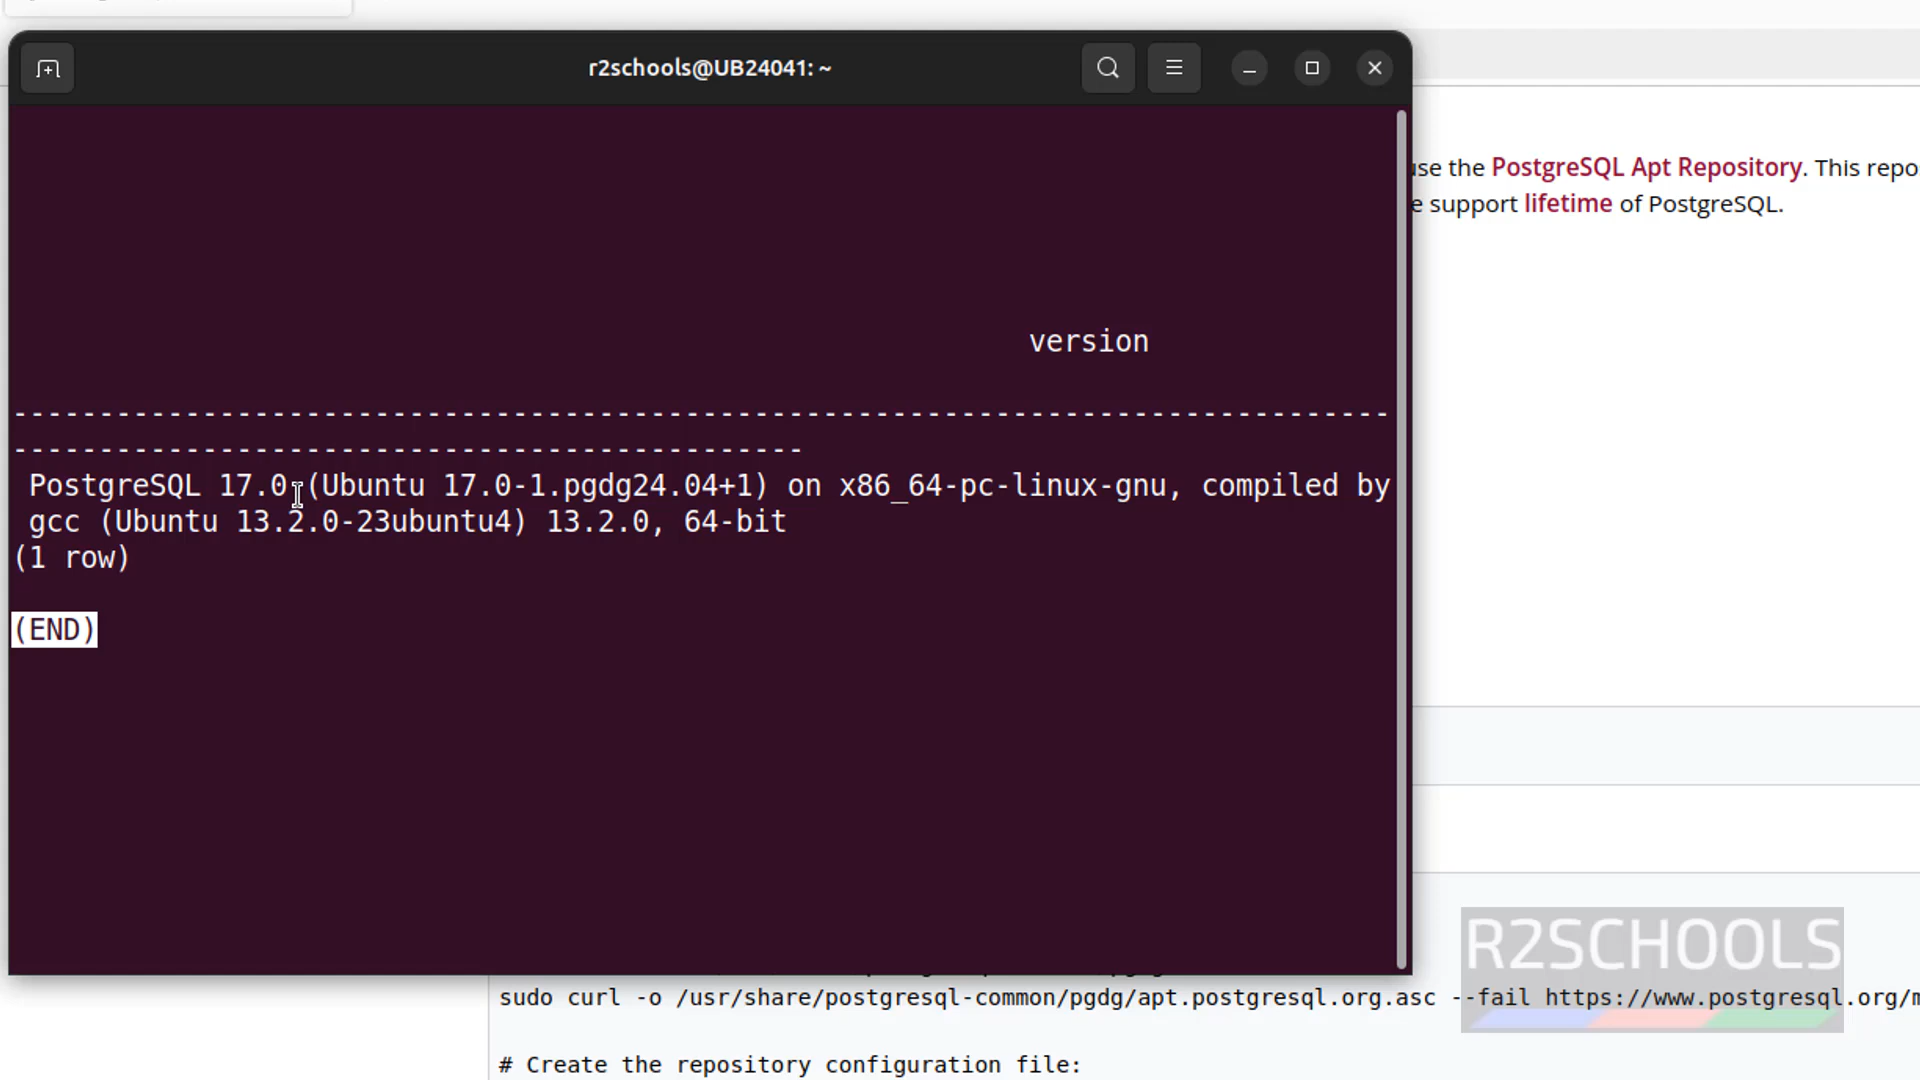 r2schools@UB24041: ~
use the PostgreSQL Apt Repository. This repo
e support lifetime of PostgreSQL.
version
--------------------------------------------------------------------------------
----------------------------------------------
PostgreSQL 17.0 (Ubuntu 17.0-1.pgdg24.04+1) on x86_64-pc-linux-gnu, compiled by
gcc (Ubuntu 13.2.0-23ubuntu4) 13.2.0, 64-bit
(1 row)
(END)
R2SCHOOLS
sudo curl -o /usr/share/postgresql-common/pgdg/apt.postgresql.org.asc --fail https://www.postgresql.org/m
# Create the repository configuration file: